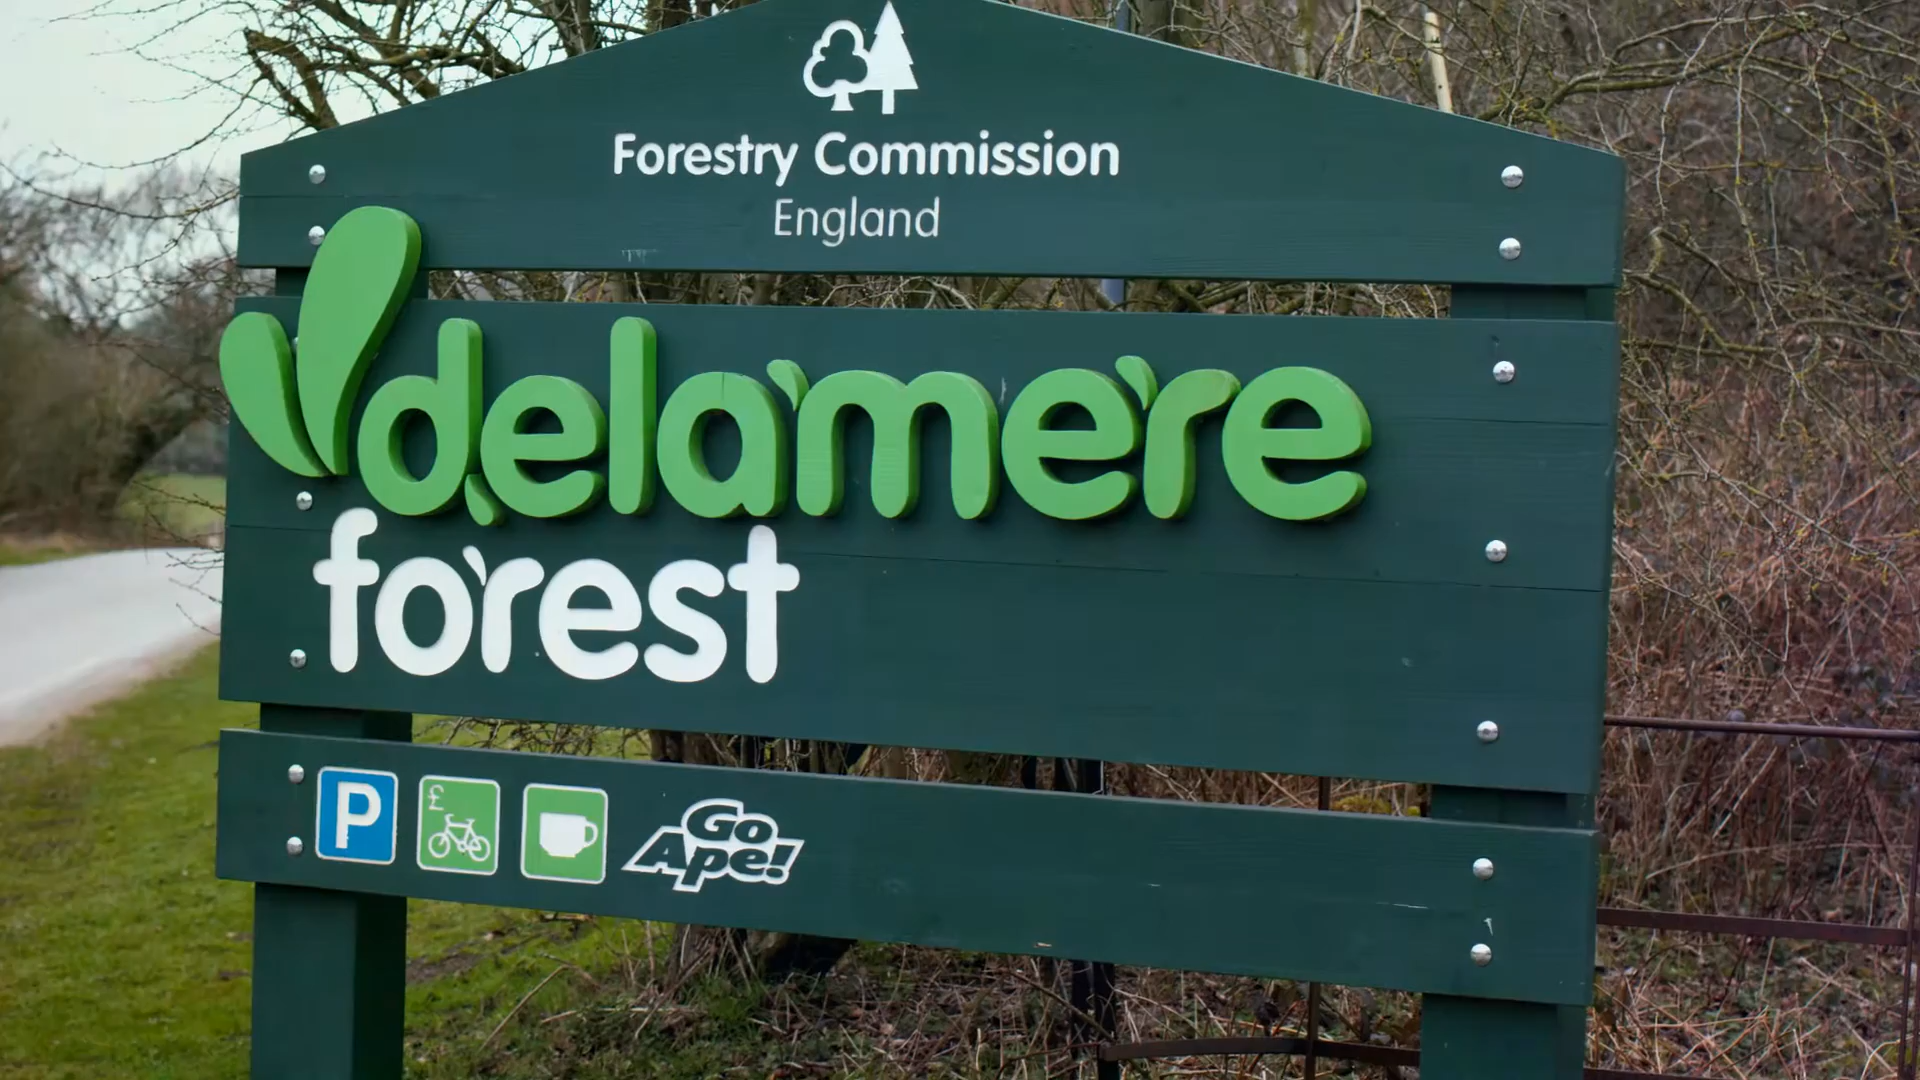 Forestry Commission
England
delamere
forest
P
£
Go
Ape!